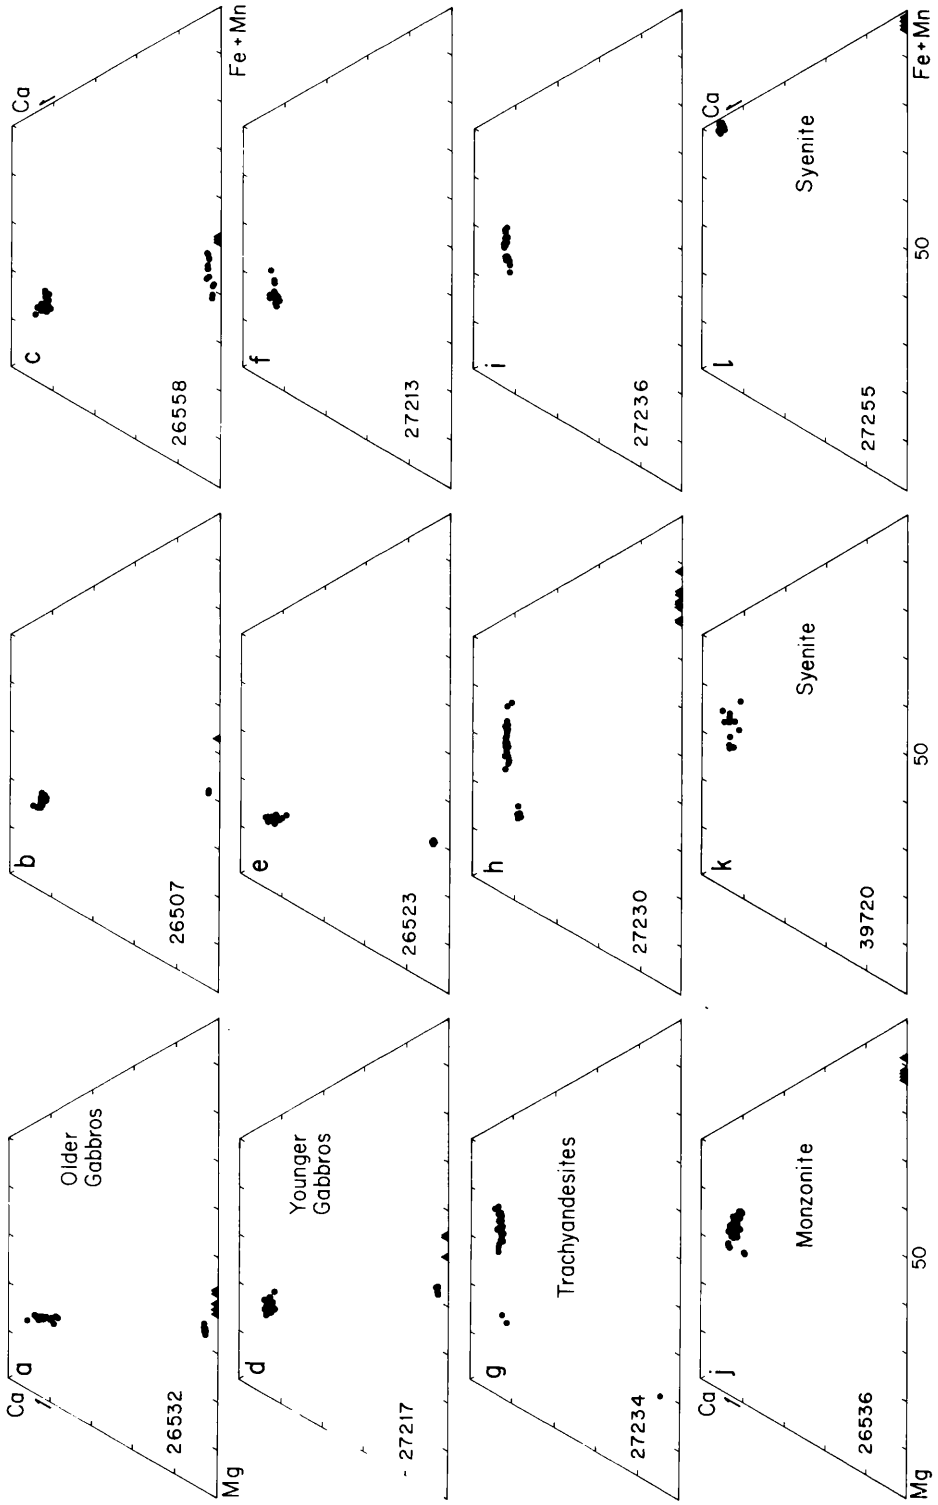 Ca
a
Older
Gabbros
26532
Mg
b
26507
c
Ca
26558
Fe+Mn
d
Younger
Gabbros
27217
e
26523
f
27213
g
Trachyandesites
27234
h
27230
i
27236
Ca
j
Monzonite
26536
Mg
50
k
Syenite
39720
50
l
Ca
Syenite
27255
50
Fe+Mn